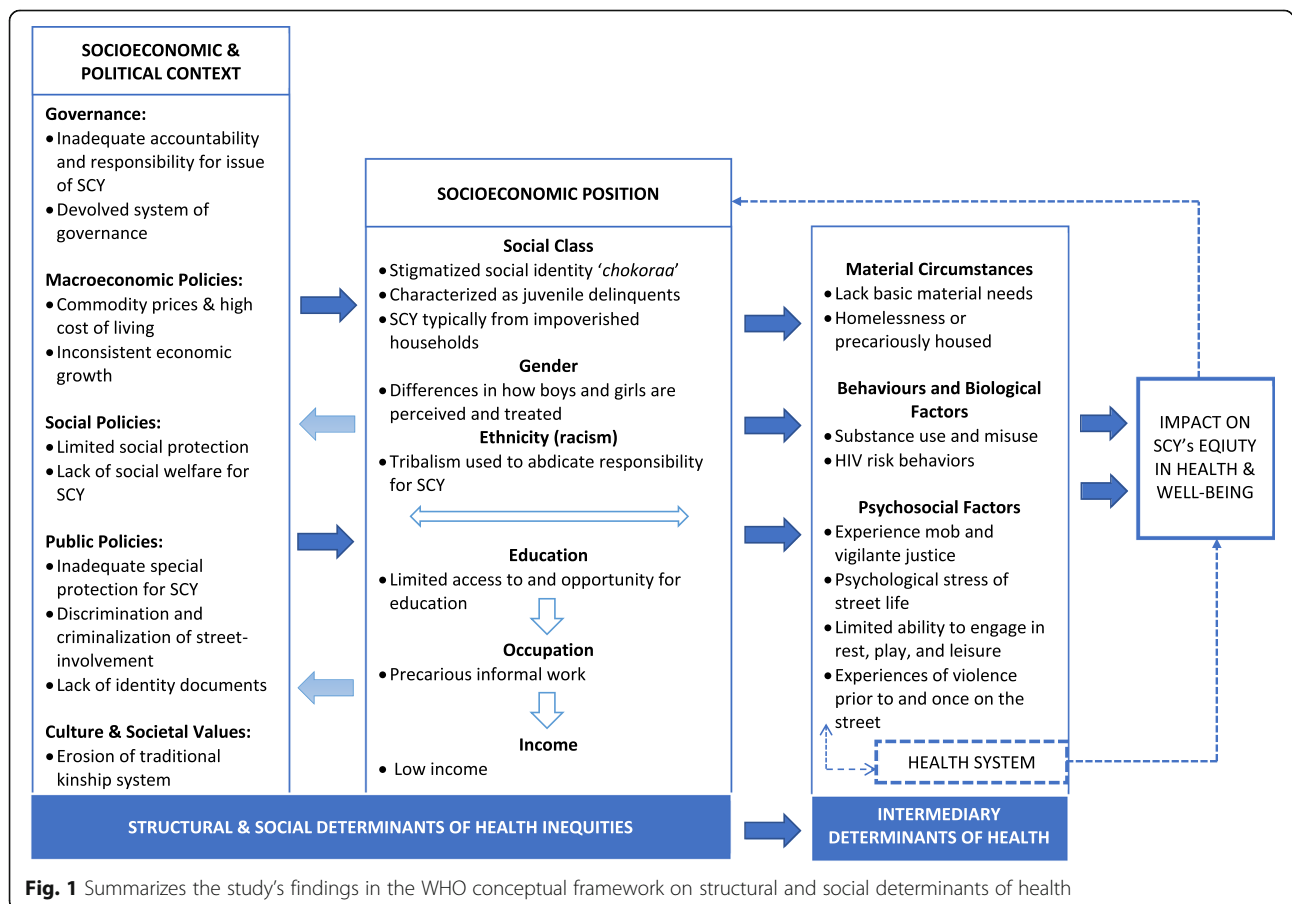 SOCIOECONOMIC &
POLITICAL CONTEXT
Governance:
• Inadequate accountability
and responsibility for issue
of SCY
• Devolved system of
governance
Macroeconomic Policies:
• Commodity prices & high
cost of living
• Inconsistent economic
growth
Social Policies:
• Limited social protection
• Lack of social welfare for
SCY
Public Policies:
• Inadequate special
protection for SCY
• Discrimination and
criminalization of street-
involvement
• Lack of identity documents
Culture & Societal Values:
• Erosion of traditional
kinship system
SOCIOECONOMIC POSITION
Social Class
• Stigmatized social identity ‘chokoraa’
• Characterized as juvenile delinquents
• SCY typically from impoverished
households
Gender
• Differences in how boys and girls are
perceived and treated
Ethnicity (racism)
• Tribalism used to abdicate responsibility
for SCY
Education
• Limited access to and opportunity for
education
Occupation
• Precarious informal work
Income
• Low income
STRUCTURAL & SOCIAL DETERMINANTS OF HEALTH INEQUITIES
Material Circumstances
• Lack basic material needs
• Homelessness or
precariously housed
Behaviours and Biological
Factors
• Substance use and misuse
• HIV risk behaviors
Psychosocial Factors
• Experience mob and
vigilante justice
• Psychological stress of
street life
• Limited ability to engage in
rest, play, and leisure
• Experiences of violence
prior to and once on the
street
HEALTH SYSTEM
INTERMEDIARY
DETERMINANTS OF HEALTH
IMPACT ON
SCY’s EQIUTY
IN HEALTH &
WELL-BEING
Fig. 1 Summarizes the study’s findings in the WHO conceptual framework on structural and social determinants of health